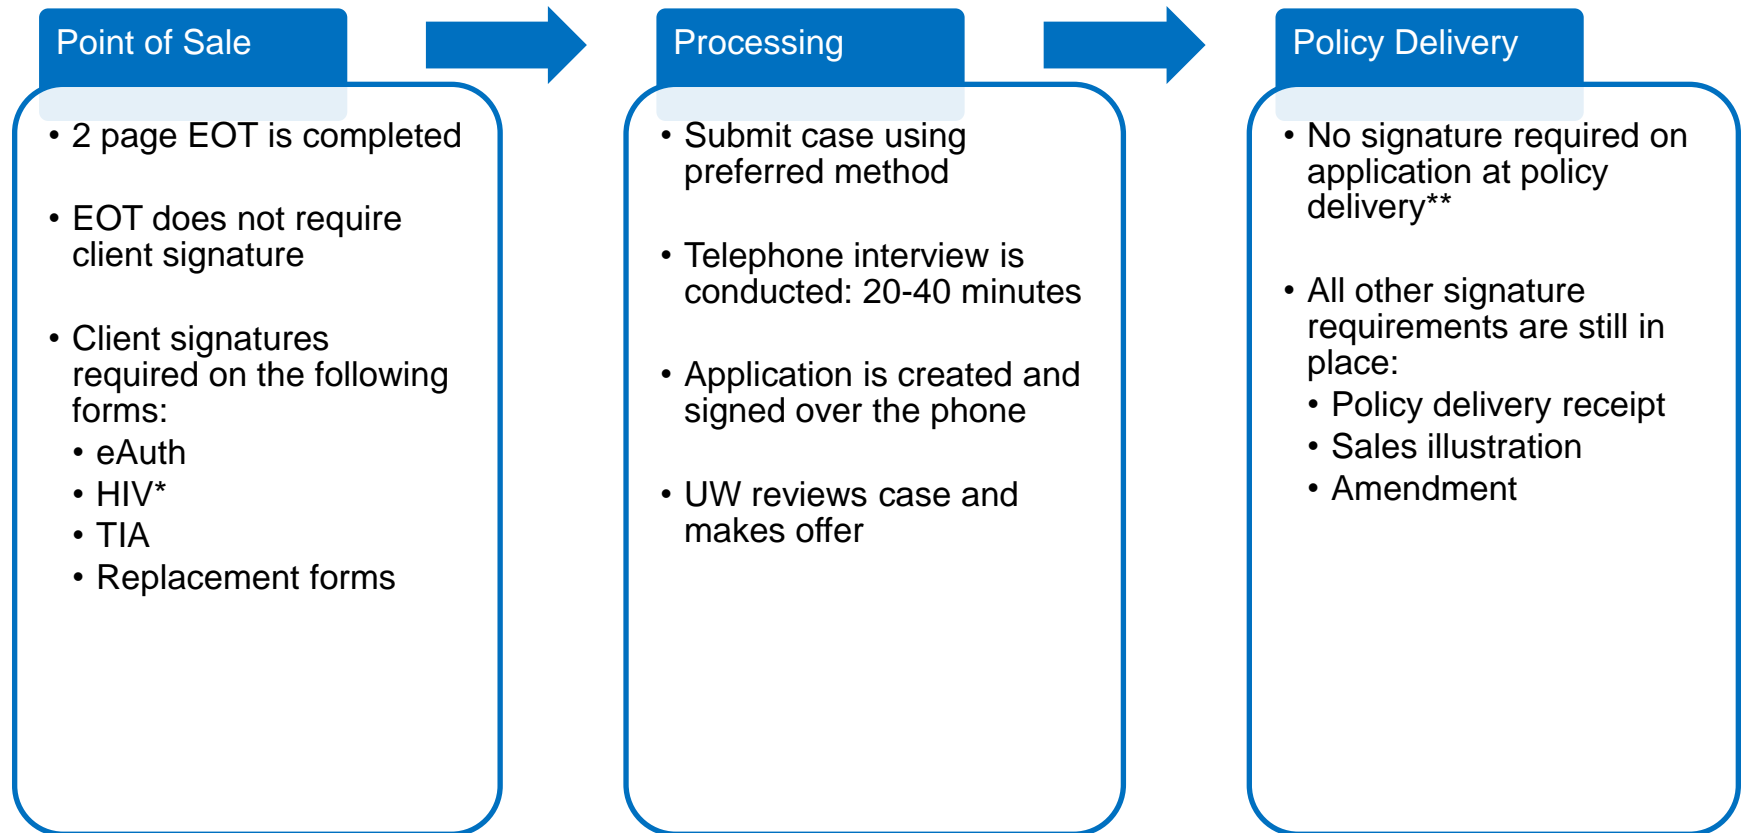 Point of Sale
• 2 page EOT is completed
• EOT does not require
client signature
• Client signatures
required on the following
forms:
• eAuth
• HIV*
• TIA
• Replacement forms
Processing
• Submit case using
preferred method
• Telephone interview is
conducted: 20-40 minutes
• Application is created and
signed over the phone
• UW reviews case and
makes offer
Policy Delivery
• No signature required on
application at policy
delivery**
• All other signature
requirements are still in
place:
• Policy delivery receipt
• Sales illustration
• Amendment